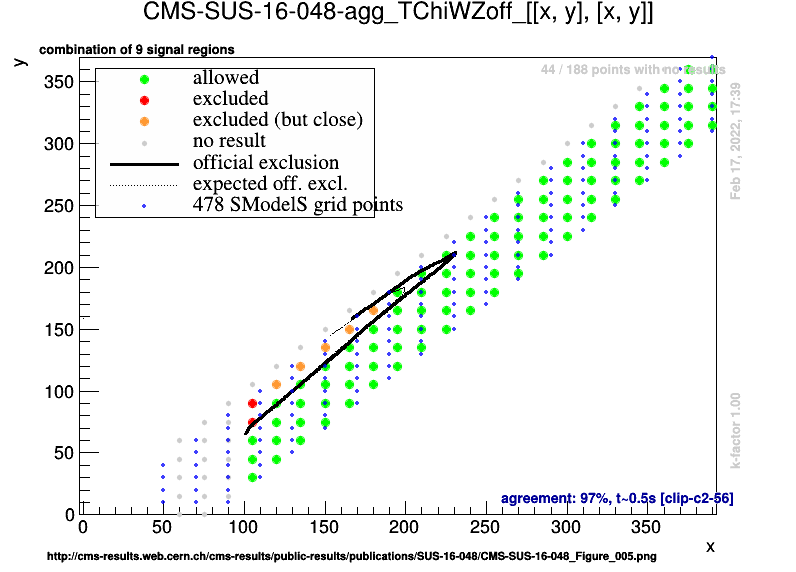 CMS-SUS-16-048-agg_TChiWZoff_[[x, y], [x, y]]
combination of 9 signal regions
y
44 / 188 points with no results
allowed
excluded
excluded (but close)
no result
official exclusion
expected off. excl.
478 SModelS grid points
350
300
250
200
150
100
50
0
0 50 100 150 200 250 300 350
x
Feb 17, 2022, 17:39
k-factor 1.00
agreement: 97%, t~0.5s [clip-c2-56]
http://cms-results.web.cern.ch/cms-results/public-results/publications/SUS-16-048/CMS-SUS-16-048_Figure_005.png